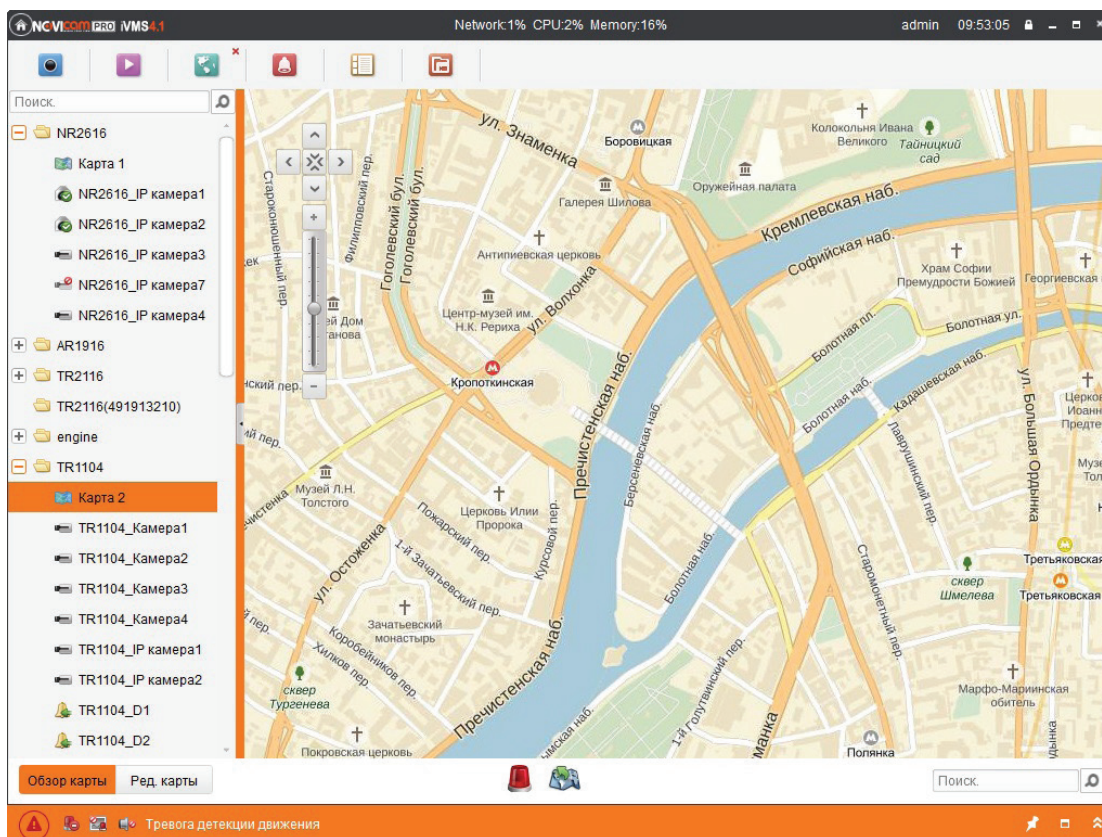 NOVICAM PRO iVMS4.1
Network:1% CPU:2% Memory:16%
admin 09:53:05
Поиск.
NR2616
Карта 1
NR2616_IP камера1
NR2616_IP камера2
NR2616_IP камера3
NR2616_IP камера7
NR2616_IP камера4
AR1916
TR2116
TR2116(491913210)
engine
TR1104
Карта 2
TR1104_Камера1
TR1104_Камера2
TR1104_Камера3
TR1104_Камера4
TR1104_IP камера1
TR1104_IP камера2
TR1104_D1
TR1104_D2
Обзор карты
Ред. карты
ул. Знаменка
Боровицкая
Колокольня Ивана
Великого
Тайницкий
сад
Оружейная палата
Галерея Шилова
Кремлевская наб.
Софийская наб.
Филипповский пер.
Гоголевский бул.
Гоголевский бул.
Староконюшенный пер.
Антипиевская церковь
Храм Софии
Премудрости Божией
Георгиевская
Центр-музей им.
Н.К. Рериха
ул. Волхонка
Болотная ул.
Болотная пл.
Кропоткинская
Пречистенская наб.
Берсеневская наб.
Болотная наб.
Кадашевская наб.
ул. Большая Ордынка
Лаврушинский пер.
Музей Л.Н.
Толстого
Церковь Илии
Пророка
Пожарский пер.
Курсовой пер.
1-й Зачатьевский пер.
ул. Остоженка
Болотная наб.
Старомонетный пер.
Третьяковская
сквер
Шмелева
Третьяковская
Зачатьевский
монастырь
Коробейников пер.
Хилков пер.
сквер
Тургенева
Пречистенская наб.
1-й Голутвинский пер.
Марфо-Мариинская
обитель
Покровская церковь
Полянка
Поиск.
Тревога детекции движения